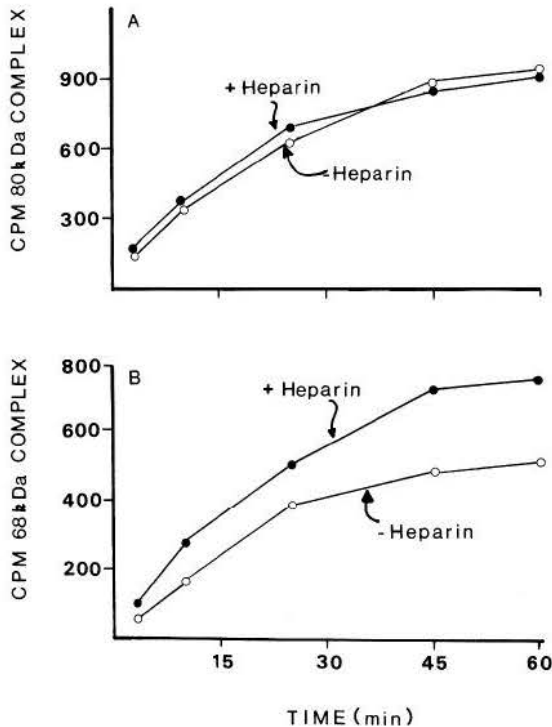 A
CPM 80kDa COMPLEX
900
600
300
+ Heparin
-Heparin
B
CPM 68kDa COMPLEX
800
600
400
200
+ Heparin
- Heparin
15 30 45 60
TIME (min)